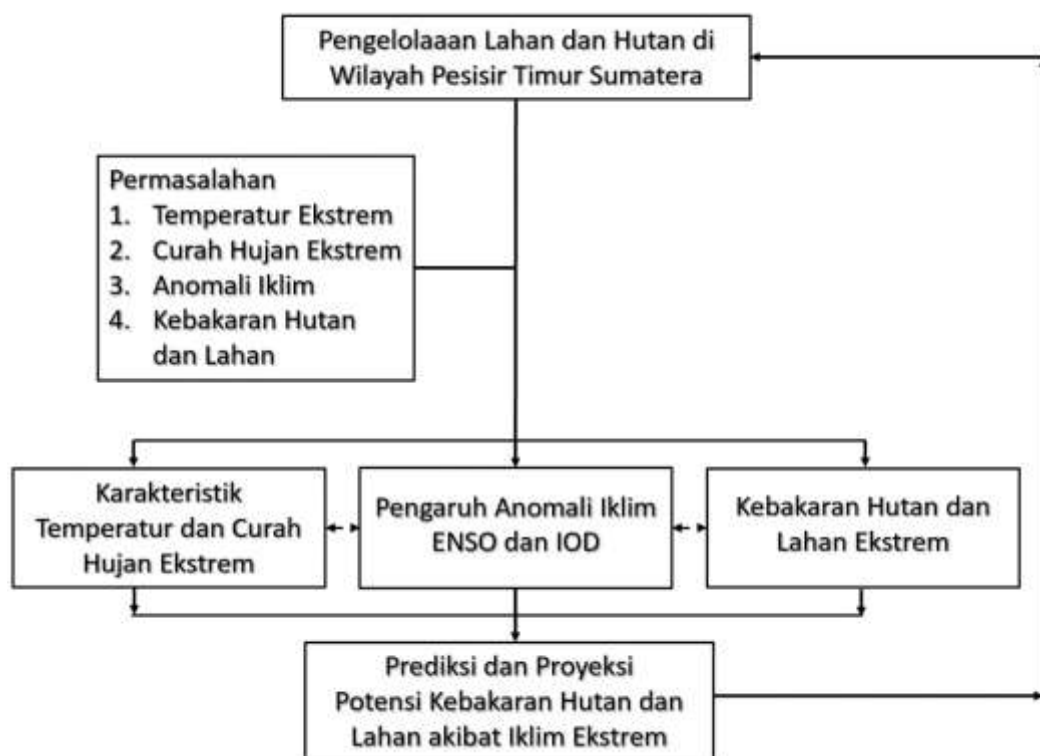 Pengelolaaan Lahan dan Hutan di
Wilayah Pesisir Timur Sumatera
Permasalahan
1. Temperatur Ekstrem
2. Curah Hujan Ekstrem
3. Anomali Iklim
4. Kebakaran Hutan
dan Lahan
Karakteristik
Temperatur dan Curah
Hujan Ekstrem
Pengaruh Anomali Iklim
ENSO dan IOD
Kebakaran Hutan dan
Lahan Ekstrem
Prediksi dan Proyeksi
Potensi Kebakaran Hutan dan
Lahan akibat Iklim Ekstrem